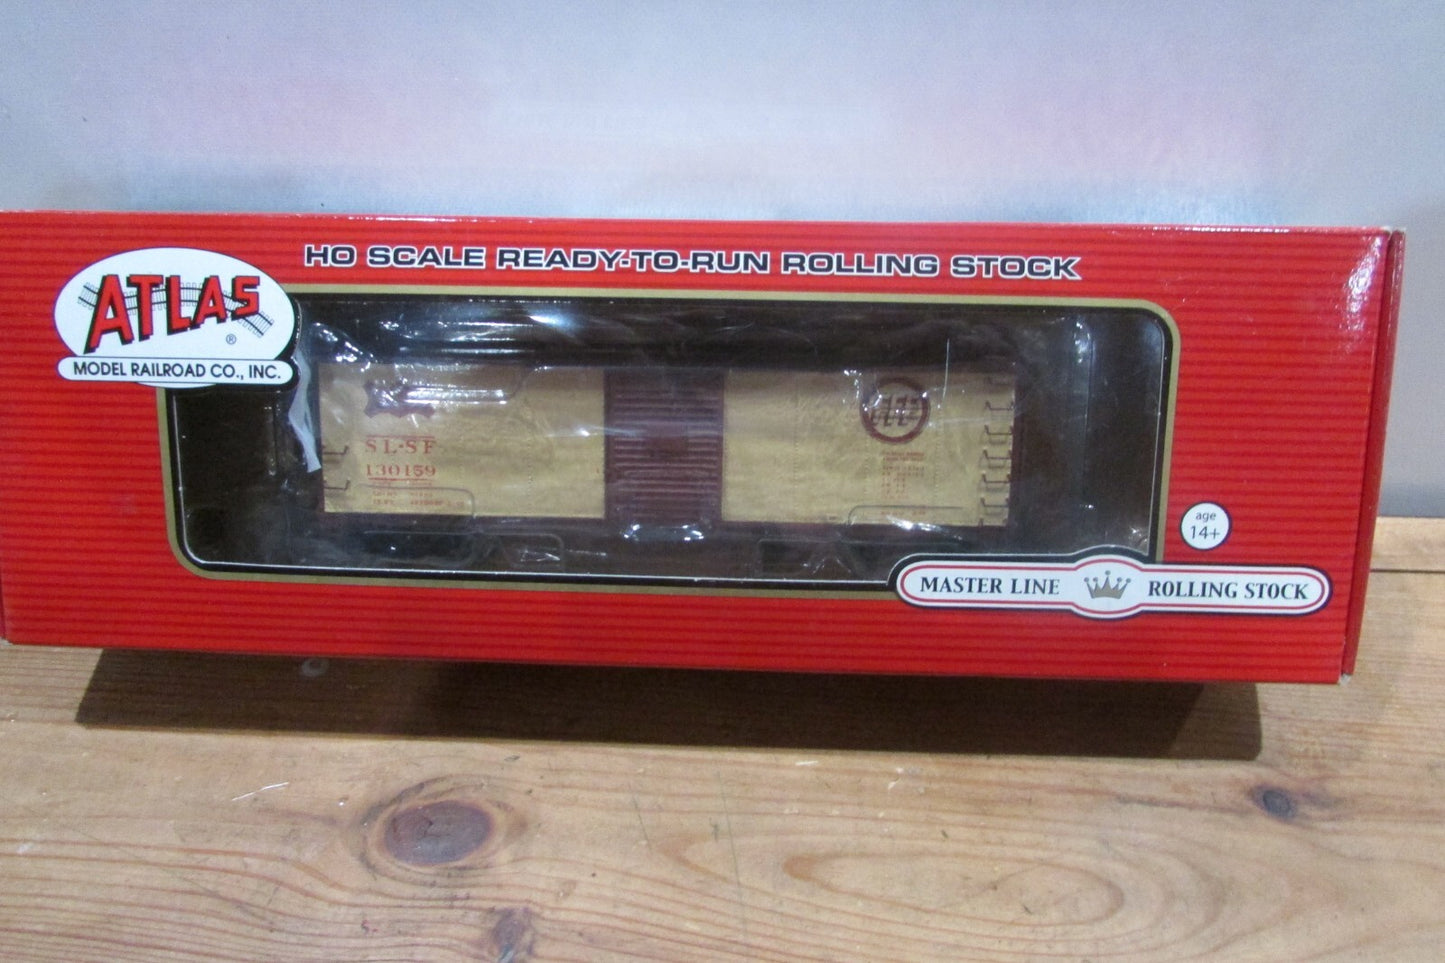 HO SCALE READY-TO-RUN ROLLING STOCK
ATLAS
®
MODEL RAILROAD CO., INC.
SL-SF
130159
age
14+
MASTER LINE ROLLING STOCK